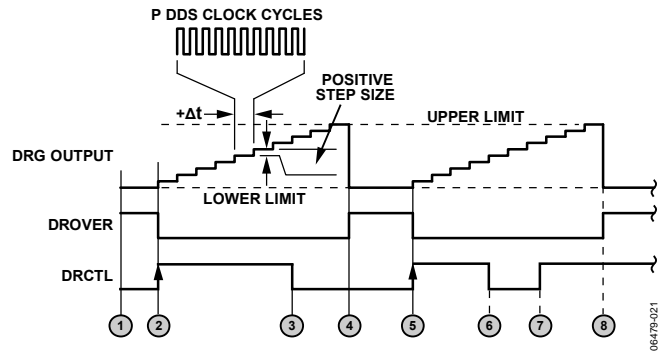 P DDS CLOCK CYCLES
POSITIVE
STEP SIZE
+Δt
UPPER LIMIT
DRG OUTPUT
LOWER LIMIT
DROVER
DRCTL
1 2 3 4 5 6 7 8
06479-021